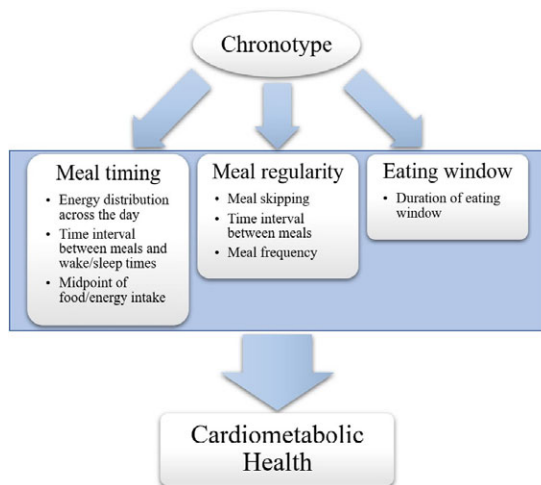 Chronotype
Meal timing
• Energy distribution
across the day
• Time interval
between meals and
wake/sleep times
• Midpoint of
food/energy intake
Meal regularity
• Meal skipping
• Time interval
between meals
• Meal frequency
Eating window
• Duration of eating
window
Cardiometabolic
Health